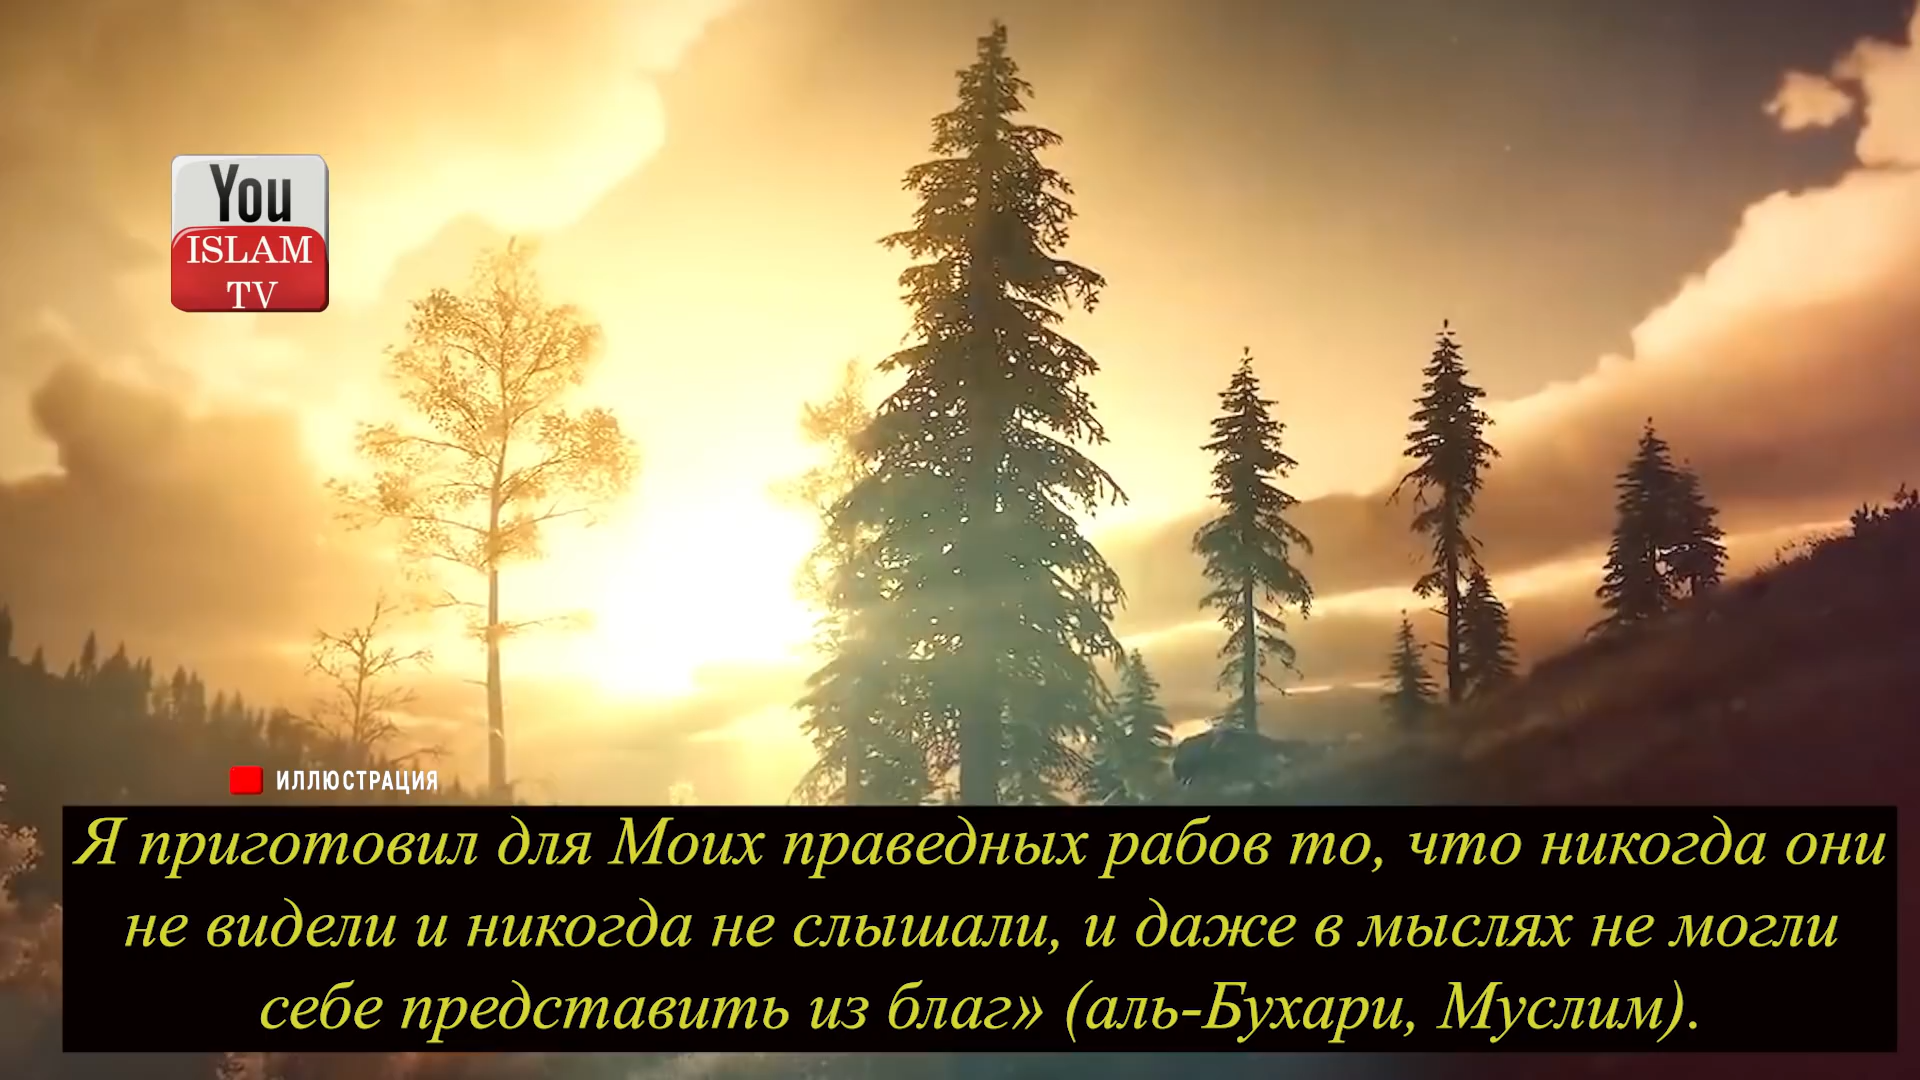 You
ISLAM
TV
ИЛЛЮСТРАЦИЯ
Я приготовил для Моих праведных рабов то, что никогда они
не видели и никогда не слышали, и даже в мыслях не могли
себе представить из благ» (аль-Бухари, Муслим).